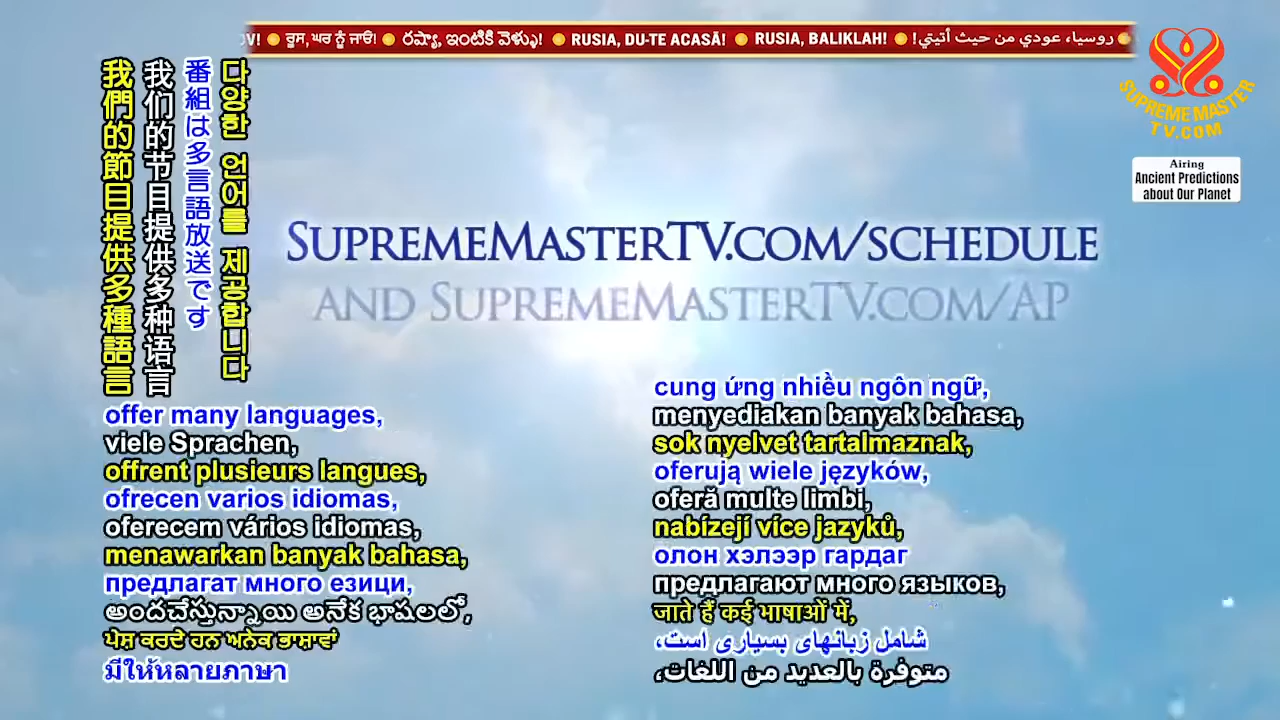 OV! ਰੂਸ, ਘਰ ਨੂੰ ਜਾਓ! రష్యా, ఇంటికి వెళ్ళు! RUSIA, DU-TE ACASĂ! RUSIA, BALIKLAH! روسيا، عودي من حيث أتيتي!
SUPREME MASTER
TV.COM
Airing
Ancient Predictions
about Our Planet
我們的節目提供多種語言
我们的节目提供多种语言
番組は多言語放送です
다양한 언어를 제공합니다
SUPREMEMASTERTV.COM/SCHEDULE
AND SUPREMEMASTERTV.COM/AP
offer many languages,
viele Sprachen,
offrent plusieurs langues,
ofrecen varios idiomas,
oferecem vários idiomas,
menawarkan banyak bahasa,
предлагат много езици,
అందచేస్తున్నాయి అనేక భాషలలో,
ਪੇਸ਼ ਕਰਦੇ ਹਨ ਅਨੇਕ ਭਾਸ਼ਾਵਾਂ
มีให้หลายภาษา
cung ứng nhiều ngôn ngữ,
menyediakan banyak bahasa,
sok nyelvet tartalmaznak,
oferują wiele języków,
oferă multe limbi,
nabízejí více jazyků,
олон хэлээр гардаг
предлагают много языков,
जाते हैं कई भाषाओं में,
شامل زبانهای بسیاری است،
متوفرة بالعديد من اللغات،